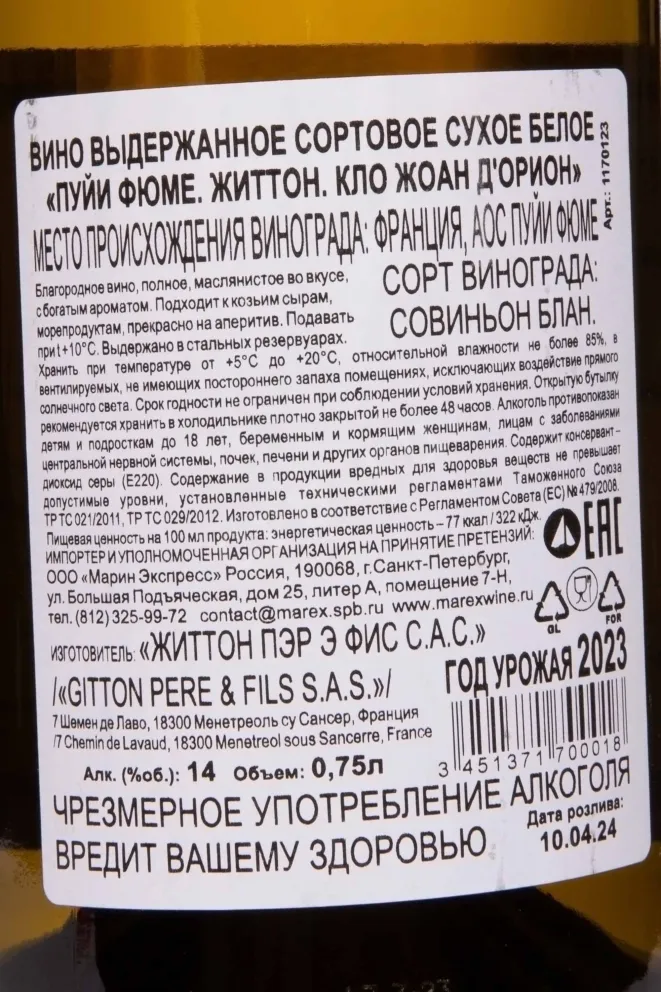 ВИНО ВЫДЕРЖАННОЕ СОРТОВОЕ СУХОЕ БЕЛОЕ
«ПУЙИ ФЮМЕ. ЖИТТОН. КЛО ЖОАН Д'ОРИОН»
Арт.: 1170123
МЕСТО ПРОИСХОЖДЕНИЯ ВИНОГРАДА: ФРАНЦИЯ, АОС ПУЙИ ФЮМЕ
Благородное вино, полное, маслянистое во вкусе,
с богатым ароматом. Подходит к козьим сырам,
морепродуктам, прекрасно на аперитив. Подавать
при t +10°С. Выдержано в стальных резервуарах.
СОРТ ВИНОГРАДА:
СОВИНЬОН БЛАН.
Хранить при температуре от +5°С до +20°С, относительной влажности не более 85%, в
вентилируемых, не имеющих постороннего запаха помещениях, исключающих воздействие прямого
солнечного света. Срок годности не ограничен при соблюдении условий хранения. Открытую бутылку
рекомендуется хранить в холодильнике плотно закрытой не более 48 часов. Алкоголь противопоказан
детям и подросткам до 18 лет, беременным и кормящим женщинам, лицам с заболеваниями
центральной нервной системы, почек, печени и других органов пищеварения. Содержит консервант –
диоксид серы (Е220). Содержание в продукции вредных для здоровья веществ не превышает
допустимые уровни, установленные техническими регламентами Таможенного Союза
ТР ТС 021/2011, ТР ТС 029/2012. Изготовлено в соответствии с Регламентом Совета (ЕС) № 479/2008.
Пищевая ценность на 100 мл продукта: энергетическая ценность – 77 ккал / 322 кДж.
ИМПОРТЕР И УПОЛНОМОЧЕННАЯ ОРГАНИЗАЦИЯ НА ПРИНЯТИЕ ПРЕТЕНЗИЙ:
ООО «Марин Экспресс» Россия, 190068, г.Санкт-Петербург,
ул. Большая Подъяческая, дом 25, литер А, помещение 7-Н,
тел. (812) 325-99-72 contact@marex.spb.ru www.marexwine.ru
EAC
GL
FOR
ИЗГОТОВИТЕЛЬ: «ЖИТТОН ПЭР Э ФИС С.А.С.»
/«GITTON PERE & FILS S.A.S.»/
7 Шемен де Лаво, 18300 Менетреоль су Сансер, Франция
/7 Chemin de Lavaud, 18300 Menetreol sous Sancerre, France
ГОД УРОЖАЯ 2023
3 451371 700018
Алк. (%об.): 14 Объем: 0,75л
ЧРЕЗМЕРНОЕ УПОТРЕБЛЕНИЕ АЛКОГОЛЯ
ВРЕДИТ ВАШЕМУ ЗДОРОВЬЮ
Дата розлива:
10.04.24